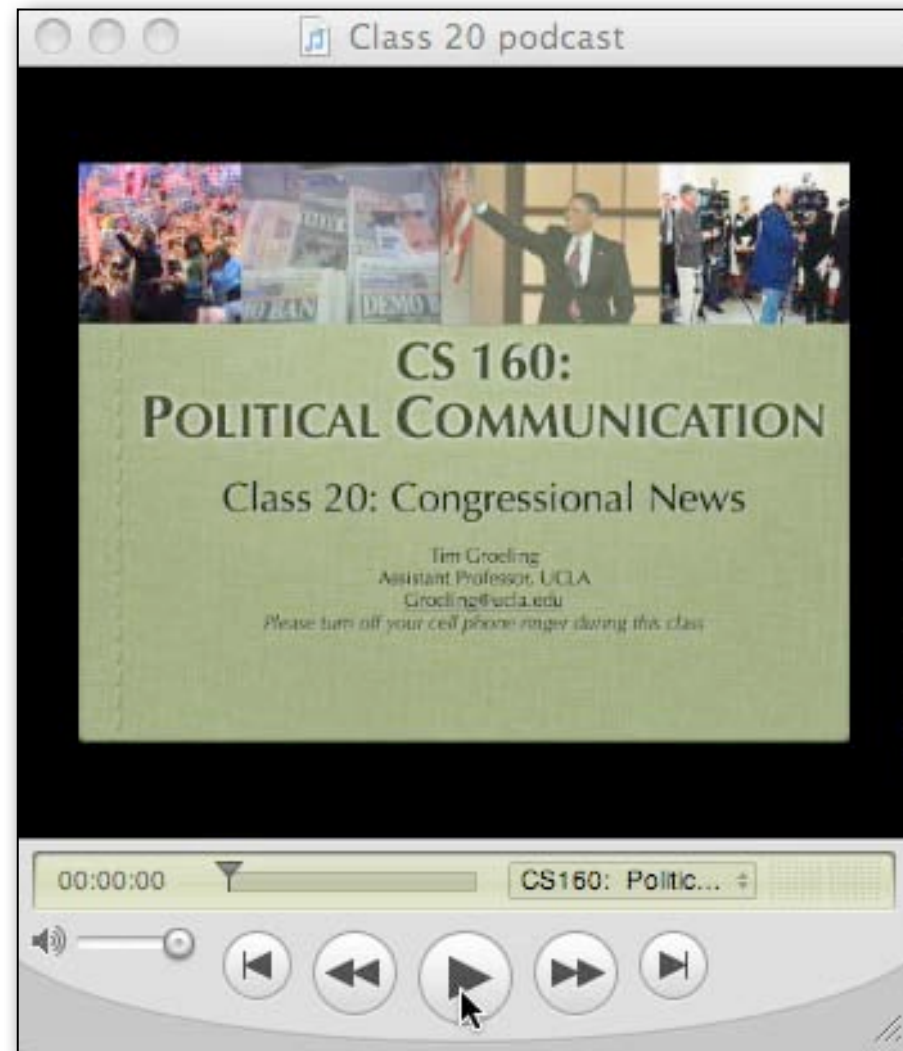 Class 20 podcast
DEMO
CS 160:
POLITICAL COMMUNICATION
Class 20: Congressional News
Tim Groeling
Assistant Professor, UCLA
Groeling@ucla.edu
Please turn off your cell phone ringer during this class
00:00:00
CS160: Politic...